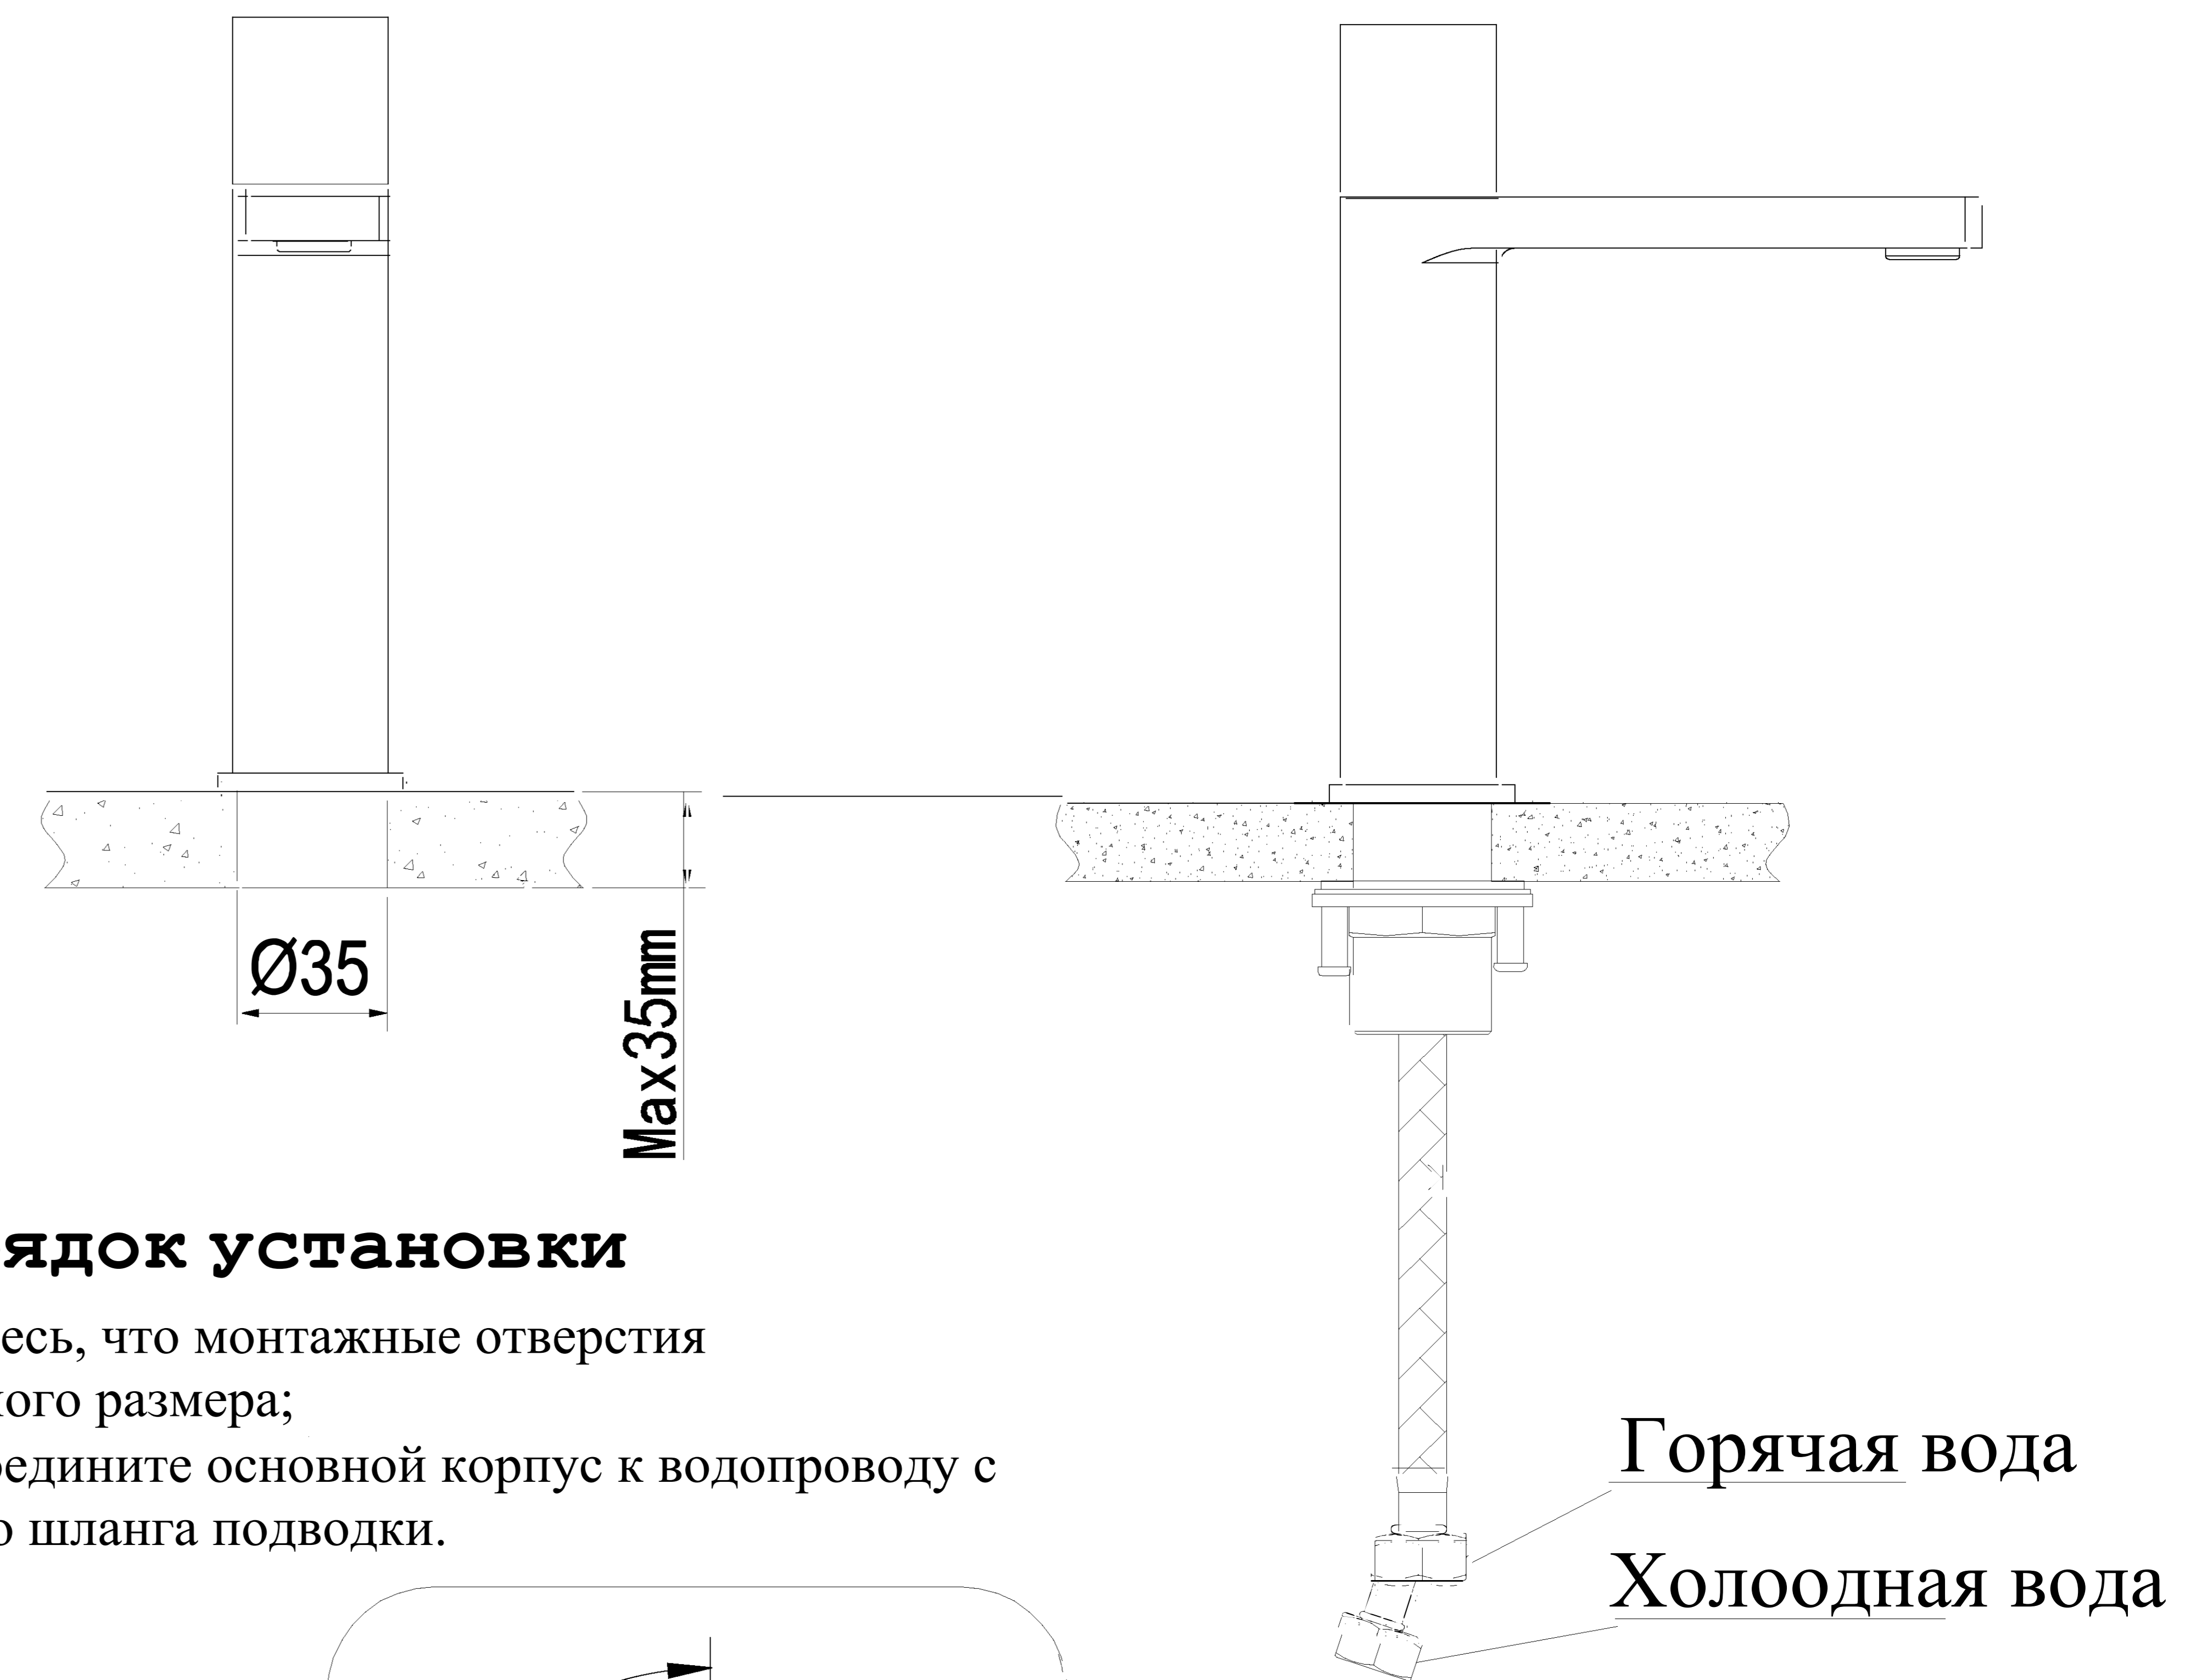 Ø35
Max35mm
ядок установки
есь, что монтажные отверстия
ного размера;
едините основной корпус к водопроводу с
о шланга подводки.
Горячая вода
Холоодная вода